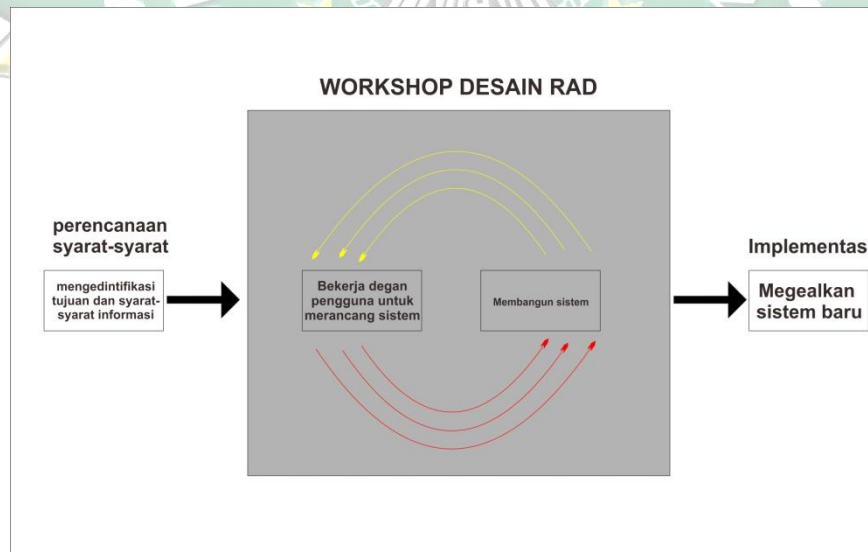 WORKSHOP DESAIN RAD
perencanaan
syarat-syarat
mengedintifikasi
tujuan dan syarat-
syarat informasi
Bekerja degan
pengguna untuk
merancang sistem
Membangun sistem
Implementas
Megealkan
sistem baru